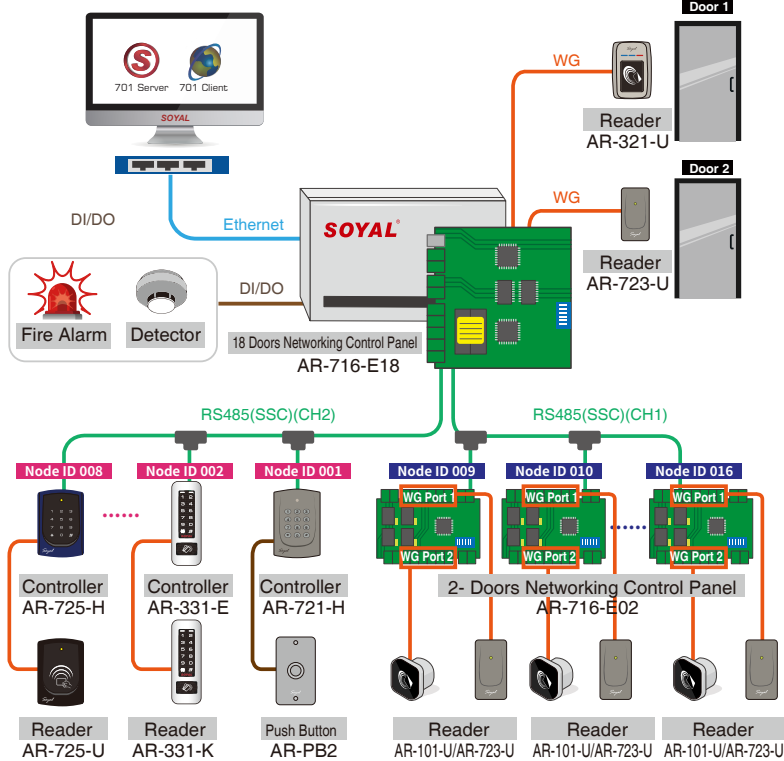 Door 1
701 Server
701 Client
SOYAL
WG
Reader
AR-321-U
Door 2
WG
Reader
AR-723-U
DI/DO
Ethernet
SOYAL®
DI/DO
Fire Alarm
Detector
18 Doors Networking Control Panel
AR-716-E18
RS485(SSC)(CH2)
RS485(SSC)(CH1)
Node ID 008
Node ID 002
Node ID 001
Node ID 009
Node ID 010
Node ID 016
WG Port 1
WG Port 1
WG Port 1
WG Port 2
WG Port 2
WG Port 2
Controller
AR-725-H
Controller
AR-331-E
Controller
AR-721-H
2- Doors Networking Control Panel
AR-716-E02
Reader
AR-725-U
Reader
AR-331-K
Push Button
AR-PB2
Reader
AR-101-U/AR-723-U
Reader
AR-101-U/AR-723-U
Reader
AR-101-U/AR-723-U